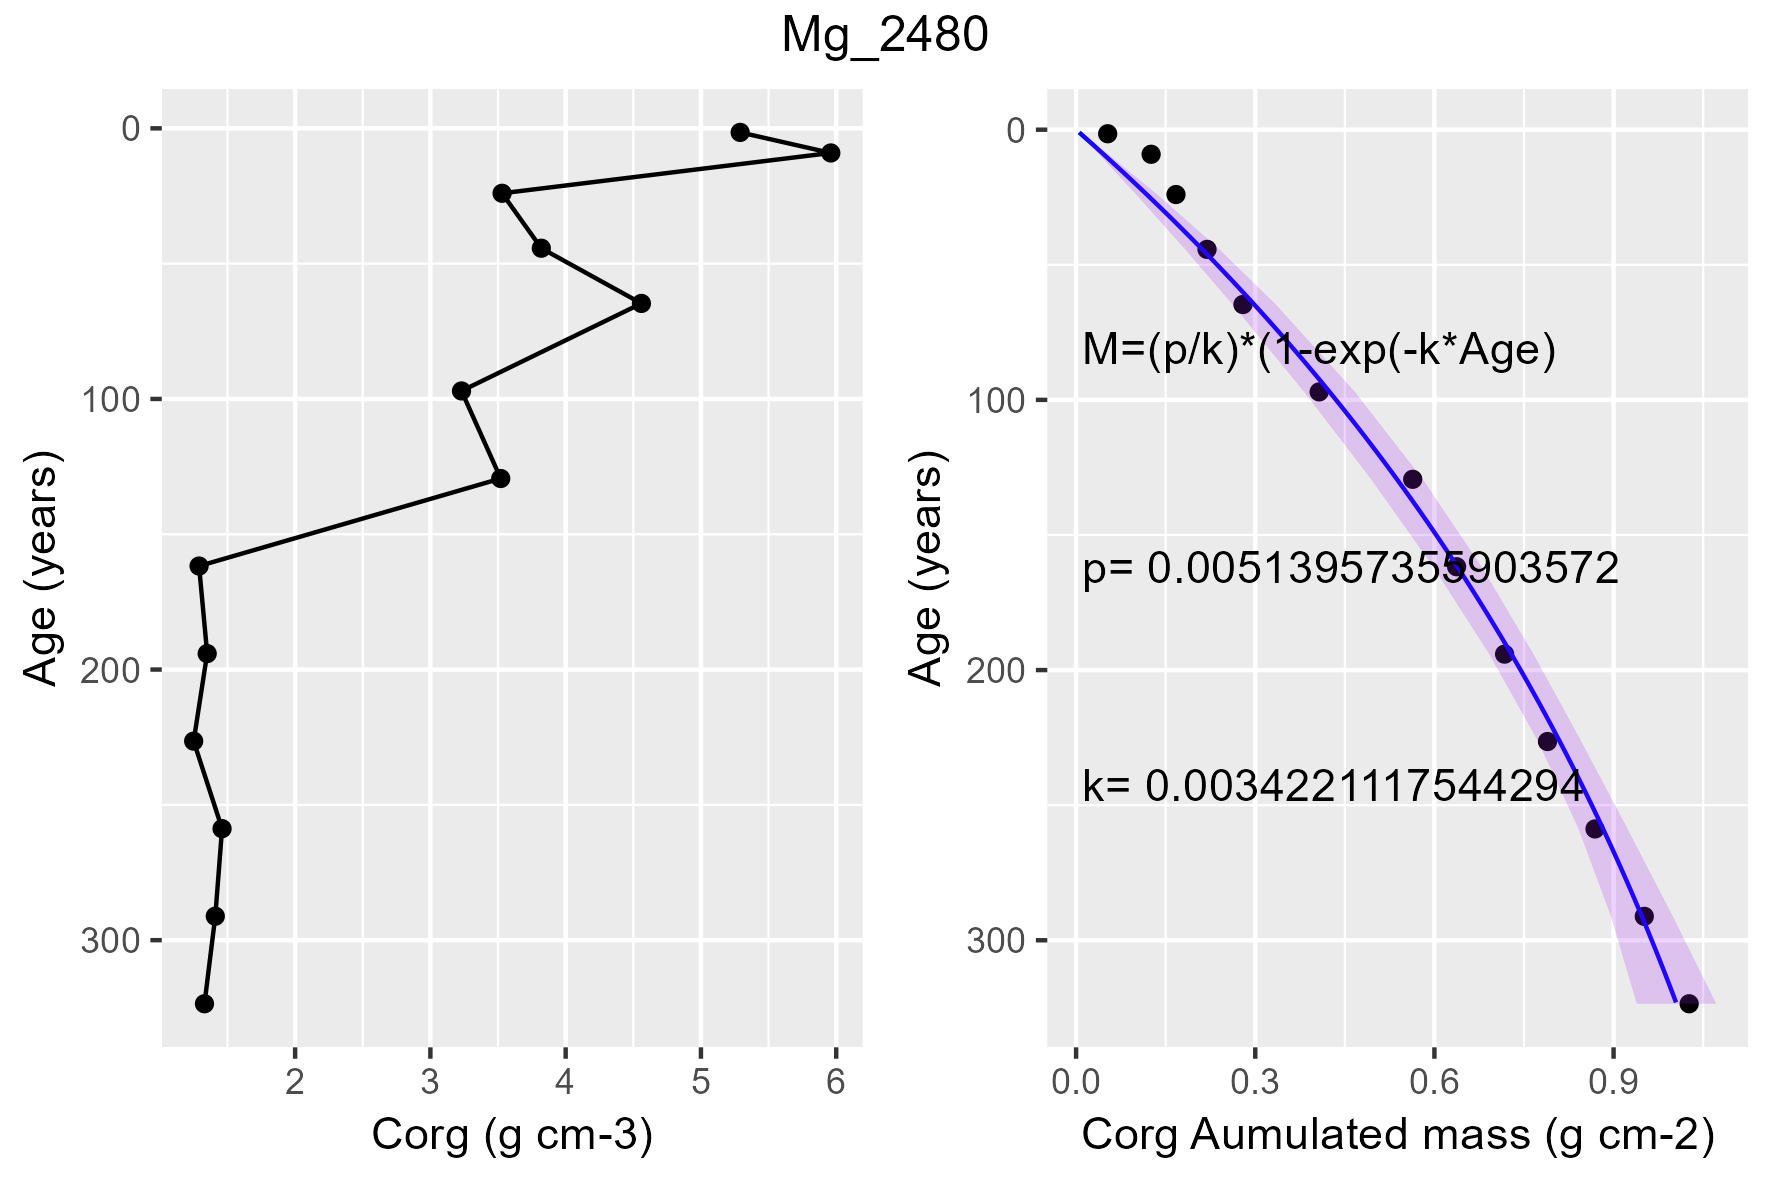 Mg_2480
0
100
200
300
Age (years)
2 3 4 5 6
Corg (g cm-3)
0
100
200
300
Age (years)
M=(p/k)*(1-exp(-k*Age)
p= 0.00513957355903572
k= 0.0034221117544294
0.0 0.3 0.6 0.9
Corg Aumulated mass (g cm-2)